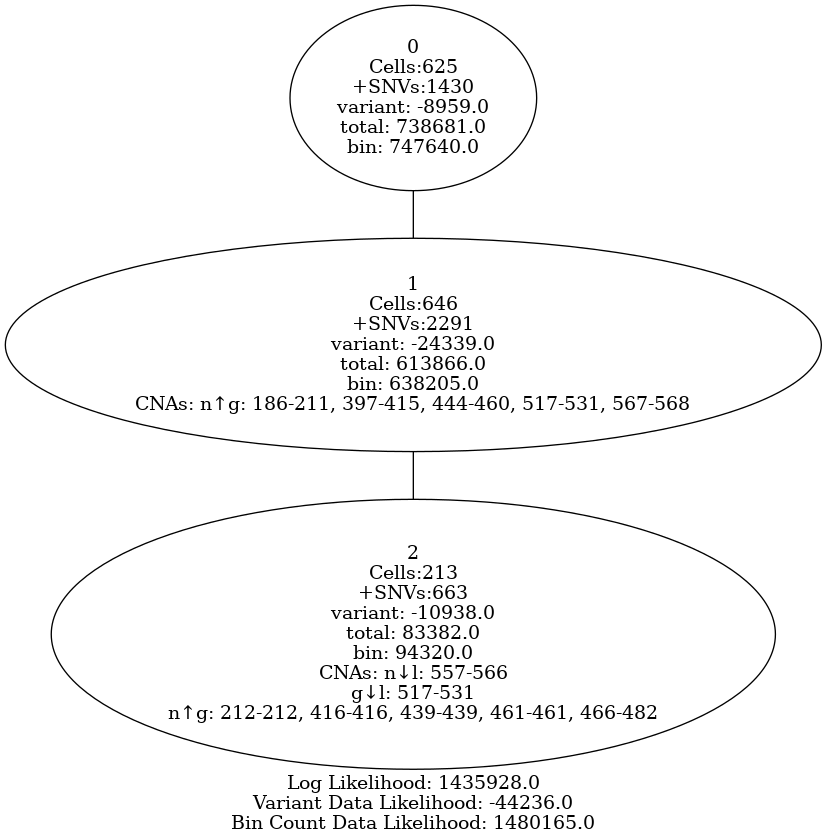 0
Cells:625
+SNVs:1430
variant: -8959.0
total: 738681.0
bin: 747640.0
1
Cells:646
+SNVs:2291
variant: -24339.0
total: 613866.0
bin: 638205.0
CNAs: n↑g: 186-211, 397-415, 444-460, 517-531, 567-568
2
Cells:213
+SNVs:663
variant: -10938.0
total: 83382.0
bin: 94320.0
CNAs: n↓l: 557-566
g↓l: 517-531
n↑g: 212-212, 416-416, 439-439, 461-461, 466-482
Log Likelihood: 1435928.0
Variant Data Likelihood: -44236.0
Bin Count Data Likelihood: 1480165.0